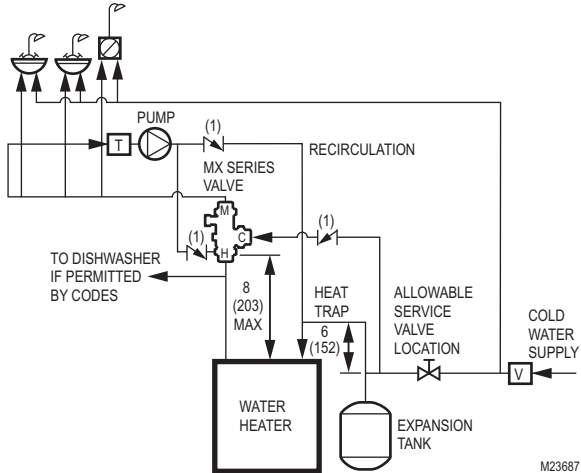 PUMP
(1)
T
RECIRCULATION
MX SERIES
VALVE
M
(1)
C
(1)
H
TO DISHWASHER
IF PERMITTED
BY CODES
8
(203)
MAX
HEAT
TRAP
6
(152)
ALLOWABLE
SERVICE
VALVE
LOCATION
COLD
WATER
SUPPLY
V
WATER
HEATER
EXPANSION
TANK
M23687